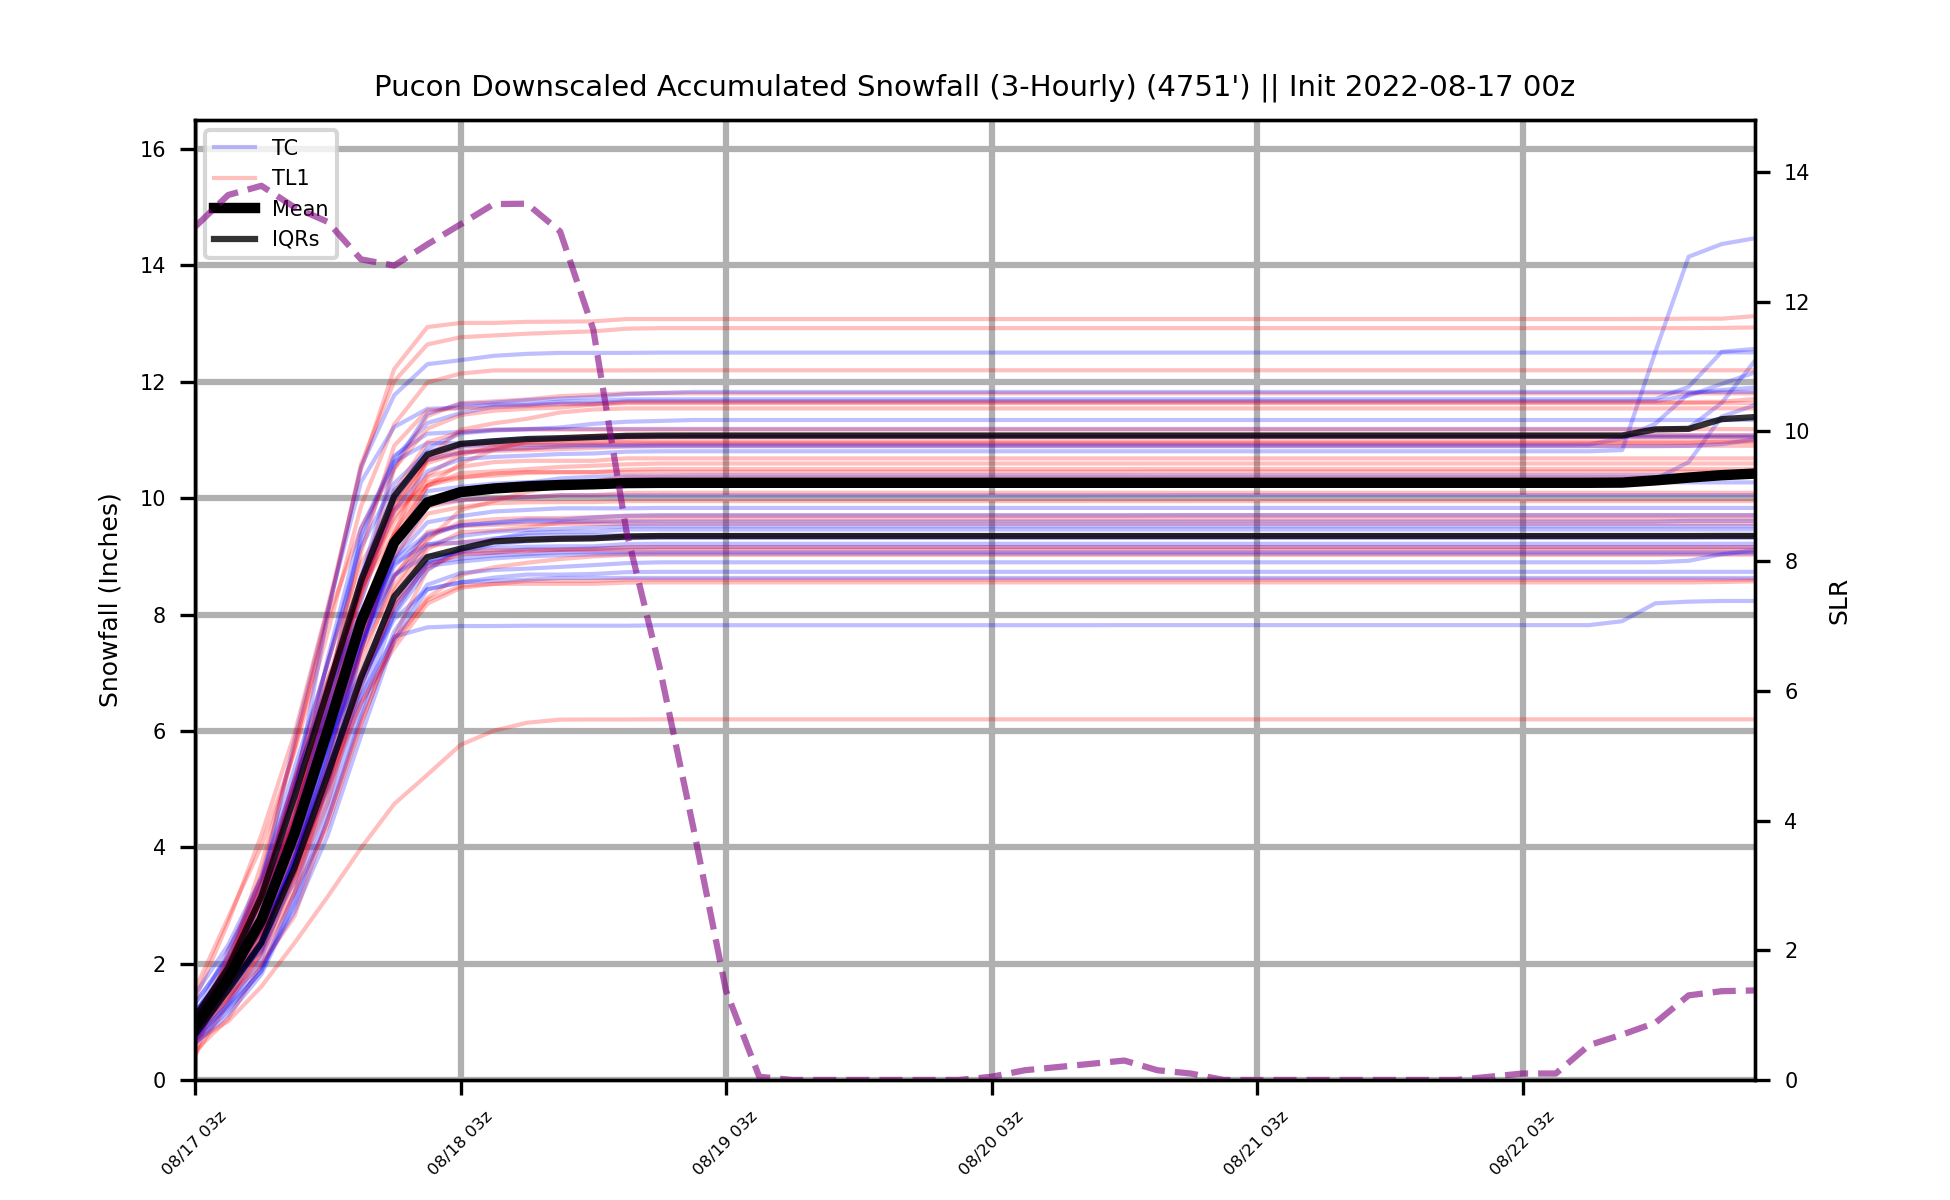 Pucon Downscaled Accumulated Snowfall (3-Hourly) (4751') || Init 2022-08-17 00z
TC
TL1
Mean
IQRs
Snowfall (Inches)
16
14
12
10
8
6
4
2
0
14
12
10
8
6
4
2
0
SLR
08/17 03z
08/18 03z
08/19 03z
08/20 03z
08/21 03z
08/22 03z